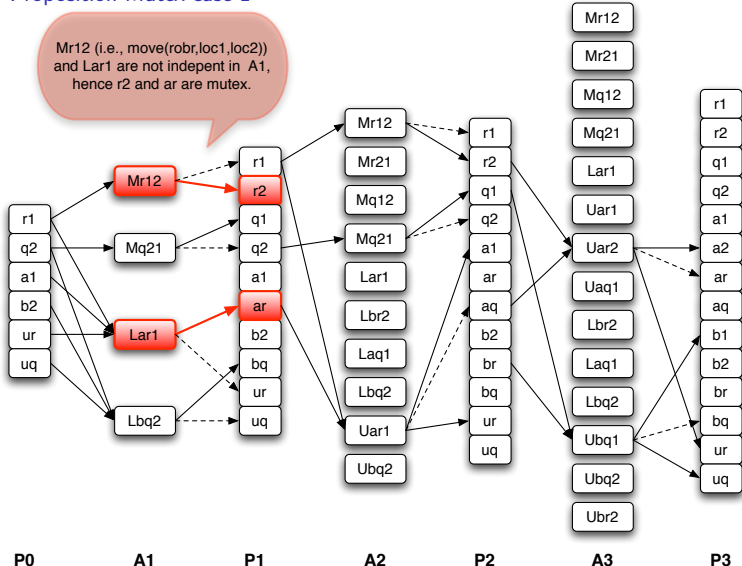 Proposition Mutex: case 1
Mr12 (i.e., move(robr,loc1,loc2))
and Lar1 are not indepent in A1,
hence r2 and ar are mutex.
r1
q2
a1
b2
ur
uq
Mr12
Mq21
Lar1
Lbq2
r1
r2
q1
q2
a1
ar
b2
bq
ur
uq
Mr12
Mr21
Mq12
Mq21
Lar1
Lbr2
Laq1
Lbq2
Uar1
Ubq2
r1
r2
q1
q2
a1
ar
aq
b2
br
bq
ur
uq
Mr12
Mr21
Mq12
Mq21
Lar1
Uar1
Uar2
Uaq1
Lbr2
Laq1
Lbq2
Ubq1
Ubq2
Ubr2
r1
r2
q1
q2
a1
a2
ar
aq
b1
b2
br
bq
ur
uq
P0 A1 P1 A2 P2 A3 P3